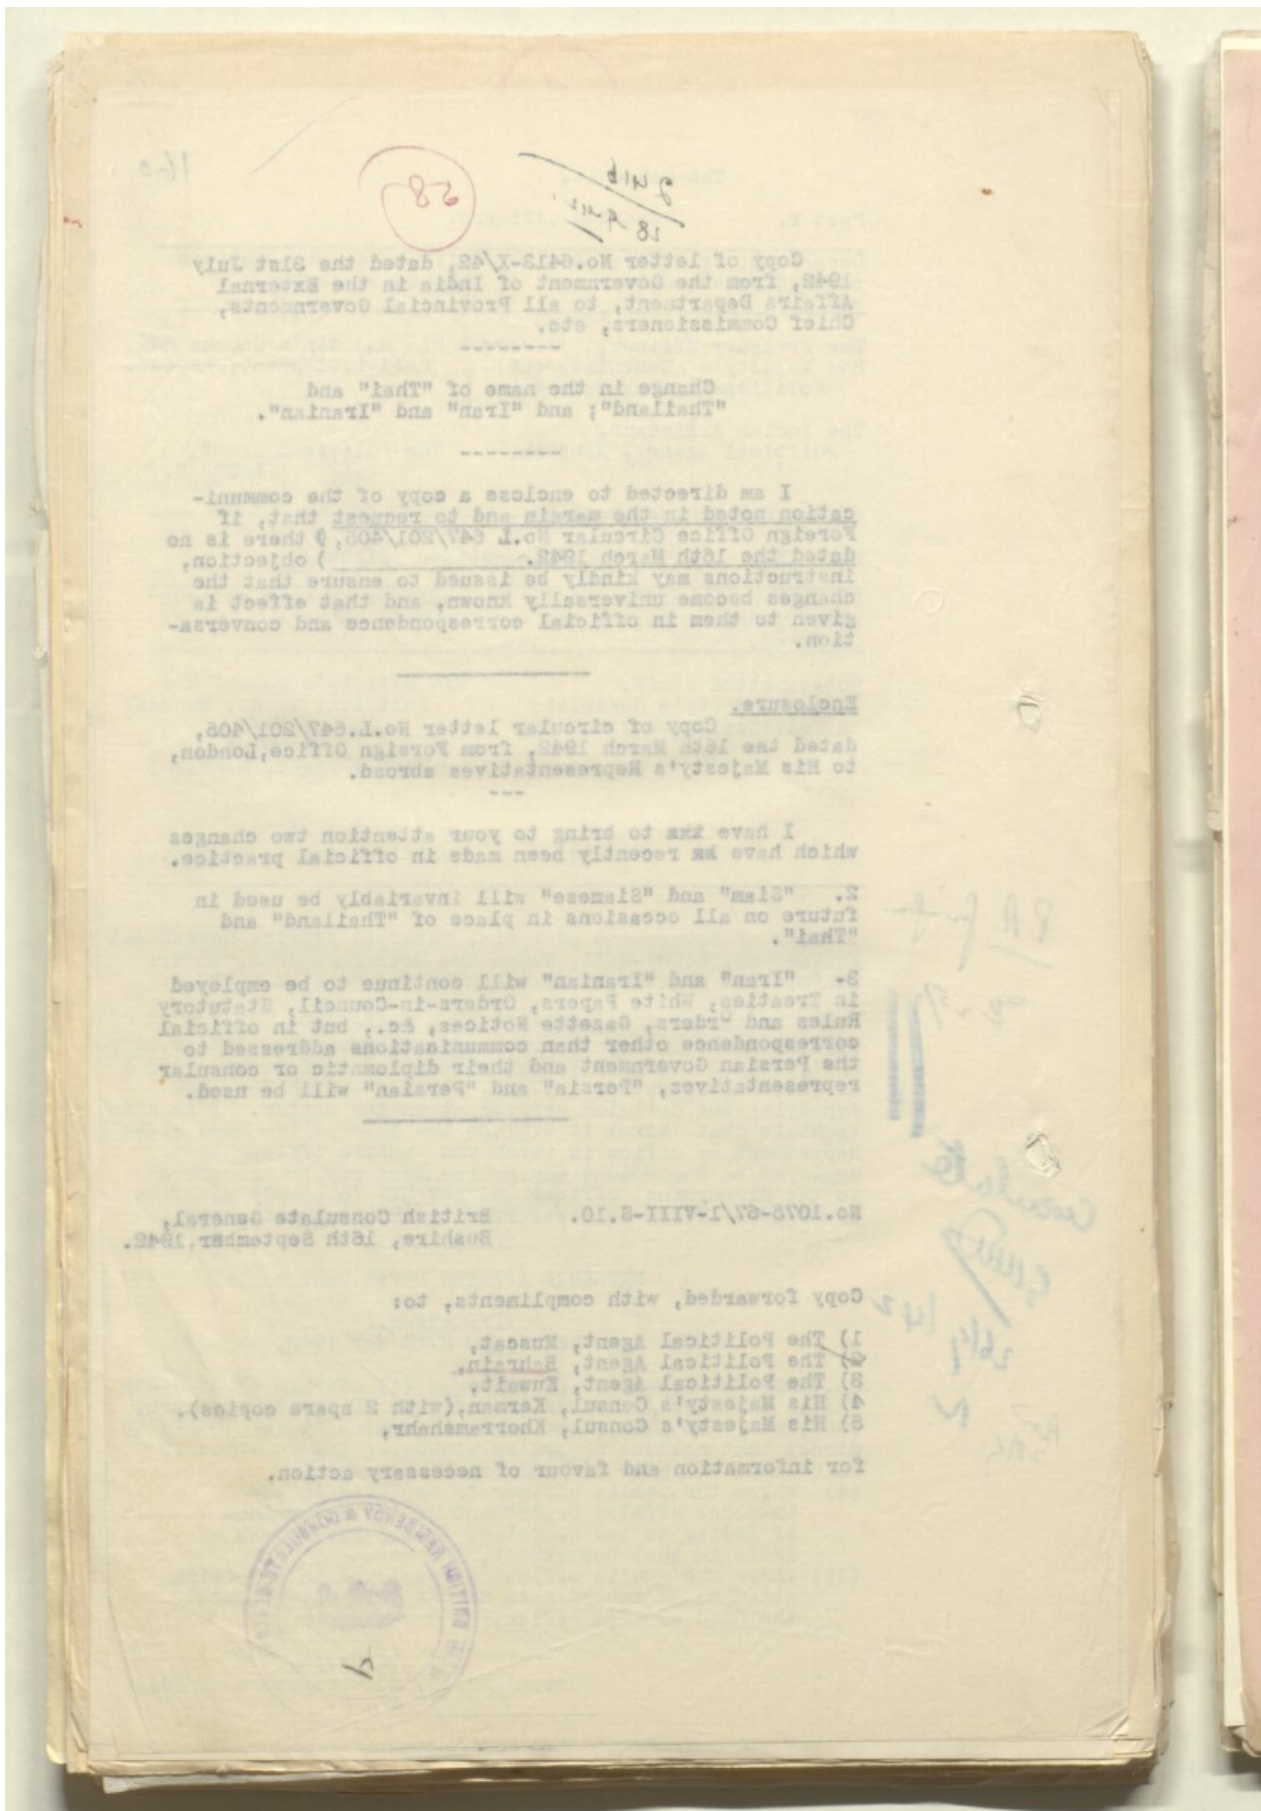 160
28
2416
28/9/42
Copy of letter No.6413-X/42, dated the 31st July
1942, from the Government of India in the External
Affairs Department, to all Provincial Governments,
Chief Commissioners, etc.
--------
Change in the name of "Thai" and
"Thailand"; and "Iran" and "Iranian".
--------
I am directed to enclose a copy of the communi-
cation noted in the margin and to request that, if
Foreign Office Circular No.L 647/201/405, ) there is no
dated the 16th March 1942. ) objection,
instructions may kindly be issued to ensure that the
changes become universally known, and that effect is
given to them in official correspondence and conversa-
tion.
Enclosure.
Copy of circular letter No.L.647/201/405,
dated the 16th March 1942, from Foreign Office,London,
to His Majesty's Representatives abroad.
---
I have to bring to your attention two changes
which have recently been made in official practice.
2. "Siam" and "Siamese" will invariably be used in
future on all occasions in place of "Thailand" and
"Thai".
3. "Iran" and "Iranian" will continue to be employed
in Treaties, White Papers, Orders-in-Council, Statutory
Rules and Orders, Gazette Notices, &c., but in official
correspondence other than communications addressed to
the Persian Government and their diplomatic or consular
representatives, "Persia" and "Persian" will be used.
No.1075-67/1-VIII-S.10. British Consulate General,
Bushire, 16th September,1942.
Copy forwarded, with compliments, to:
1) The Political Agent, Muscat,
2) The Political Agent, Bahrain,
3) The Political Agent, Kuwait,
4) His Majesty's Consul, Kerman,(with 2 spare copies).
5) His Majesty's Consul, Khorramshahr,
for information and favour of necessary action.
BRITISH RESIDENCY & CONSULATE